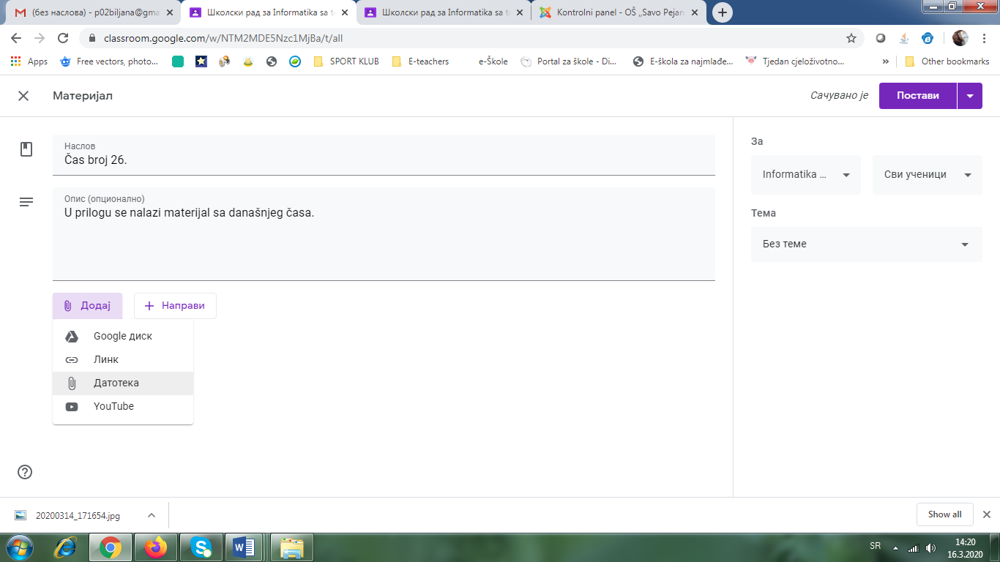 (без наслова) - p02biljana@gma
Школски рад за Informatika sa te
Школски рад за Informatika sa te
Kontrolni panel - OŠ „Savo Pejan
classroom.google.com/w/NTM2MDE5Nzc1MjBa/t/all
Apps
Free vectors, photo...
SPORT KLUB
E-teachers
e-Škole
Portal za škole - Di...
E-škola za najmlađe...
Tjedan cjeloživotno...
»
Other bookmarks
Материјал
Сачувано је
Постави
Наслов
Čas broj 26.
Опис (опционално)
U prilogu se nalazi materijal sa današnjeg časa.
Додај
Направи
Google диск
Линк
Датотека
YouTube
За
Informatika ...
Сви ученици
Тема
Без теме
20200314_171654.jpg
Show all
SR
14:20
16.3.2020